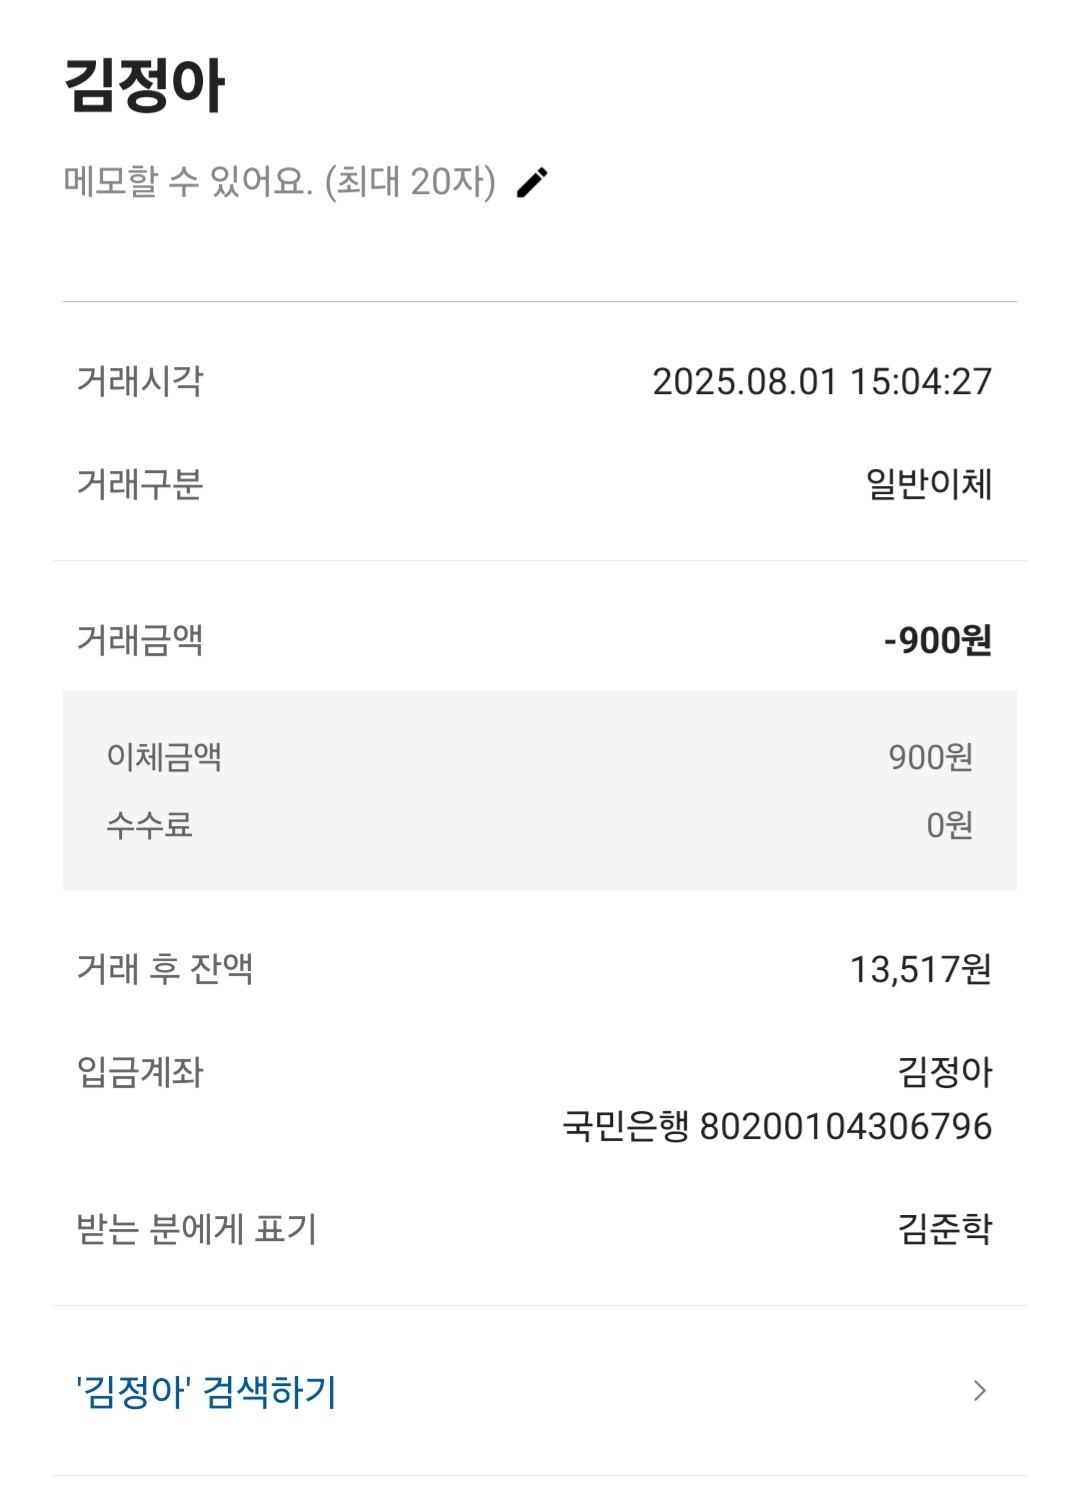 김정아
메모할 수 있어요. (최대 20자)
거래시각 2025.08.01 15:04:27
거래구분 일반이체
거래금액 -900원
이체금액 900원
수수료 0원
거래 후 잔액 13,517원
입금계좌 김정아
국민은행 80200104306796
받는 분에게 표기 김준학
'김정아' 검색하기